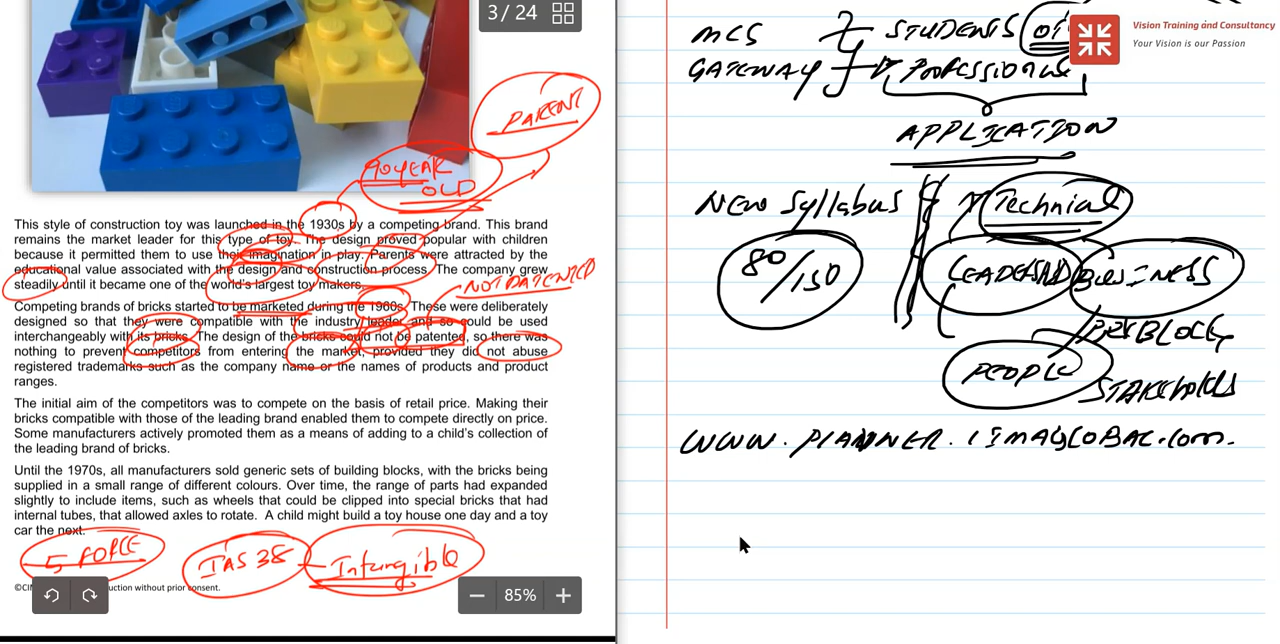 3 / 24
PARENT
90 YEAR
OLD
This style of construction toy was launched in the 1930s by a competing brand. This brand
remains the market leader for this type of toy. The design proved popular with children
because it permitted them to use their imagination in play. Parents were attracted by the
educational value associated with the design and construction process. The company grew
steadily until it became one of the world's largest toy makers.
NOT PATENTED
Competing brands of bricks started to be marketed during the 1960s. These were deliberately
designed so that they were compatible with the industry leader and so could be used
interchangeably with its bricks. The design of the bricks could not be patented, so there was
nothing to prevent competitors from entering the market, provided they did not abuse
registered trademarks such as the company name or the names of products and product
ranges.
The initial aim of the competitors was to compete on the basis of retail price. Making their
bricks compatible with those of the leading brand enabled them to compete directly on price.
Some manufacturers actively promoted them as a means of adding to a child's collection of
the leading brand of bricks.
Until the 1970s, all manufacturers sold generic sets of building blocks, with the bricks being
supplied in a small range of different colours. Over time, the range of parts had expanded
slightly to include items, such as wheels that could be clipped into special bricks that had
internal tubes, that allowed axles to rotate. A child might build a toy house one day and a toy
car the next.
5 FORCE IAS 38 - Intangible
uction without prior consent.
85%
MCS STUDENTS
GATEWAY PROFESSIONALS
Vision Training and Consultancy
Your Vision is our Passion
APPLICATION
New Syllabus Technical
80/150 LEADERSHIP BUSINESS
PEOPLE
STAKEHOLDS